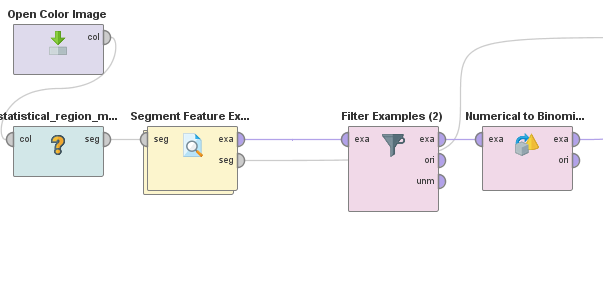 Open Color Image
col
statistical_region_m...
col seg
Segment Feature Ex...
seg exa
seg
Filter Examples (2)
exa exa
ori
unm
Numerical to Binomi...
exa exa
ori